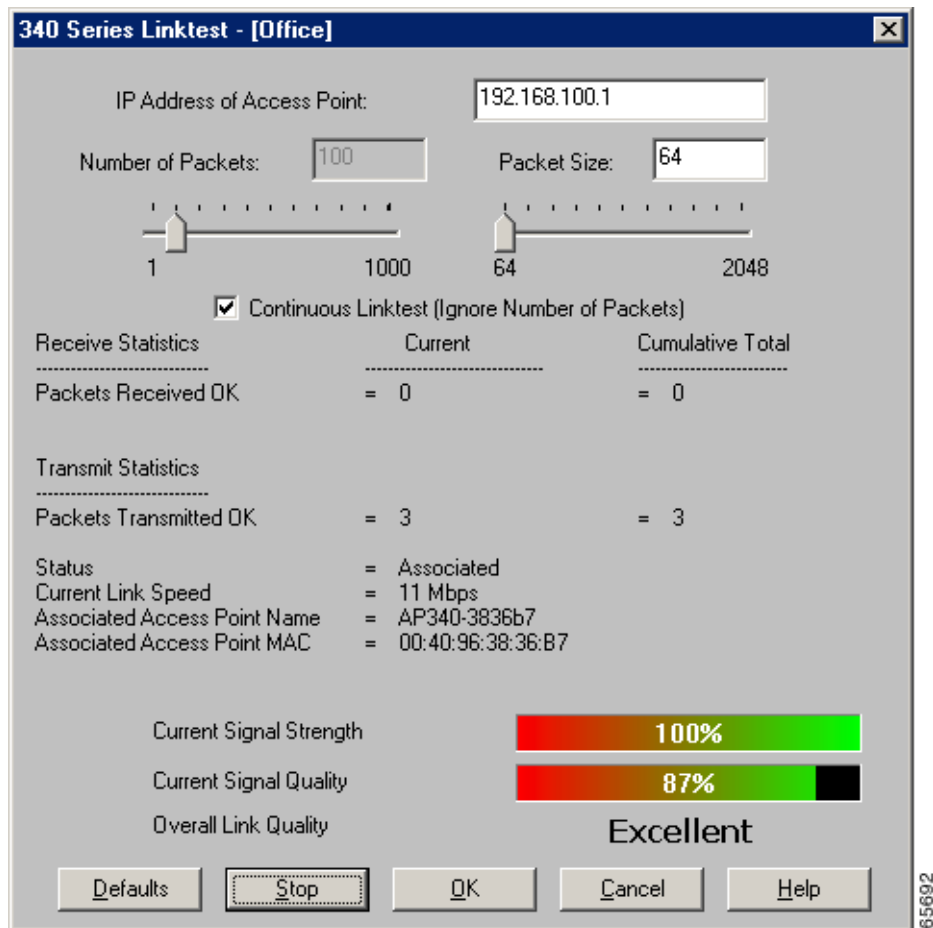 340 Series Linktest - [Office]
IP Address of Access Point: 192.168.100.1
Number of Packets: 100 Packet Size: 64
1 1000 64 2048
Continuous Linktest (Ignore Number of Packets)
Receive Statistics Current Cumulative Total
Packets Received OK = 0 = 0
Transmit Statistics
Packets Transmitted OK = 3 = 3
Status = Associated
Current Link Speed = 11 Mbps
Associated Access Point Name = AP340-3836b7
Associated Access Point MAC = 00:40:96:38:36:B7
Current Signal Strength 100%
Current Signal Quality 87%
Overall Link Quality Excellent
Defaults Stop OK Cancel Help
65692